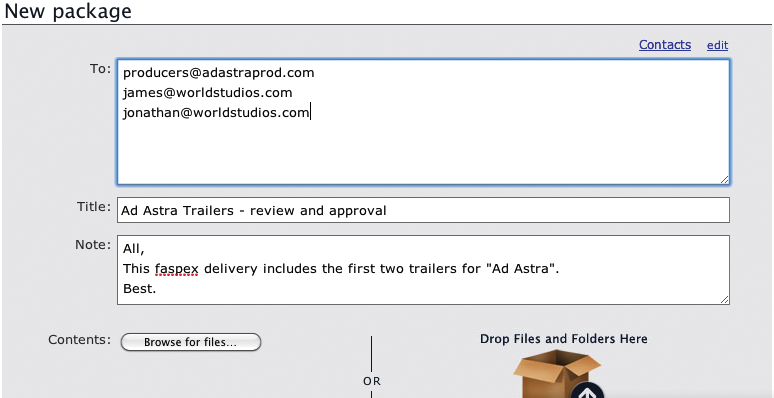 New package
Contacts edit
To: producers@adastraprod.com
james@worldstudios.com
jonathan@worldstudios.com
Title: Ad Astra Trailers - review and approval
Note: All,
This faspex delivery includes the first two trailers for "Ad Astra".
Best.
Contents: Browse for files... Drop Files and Folders Here
OR